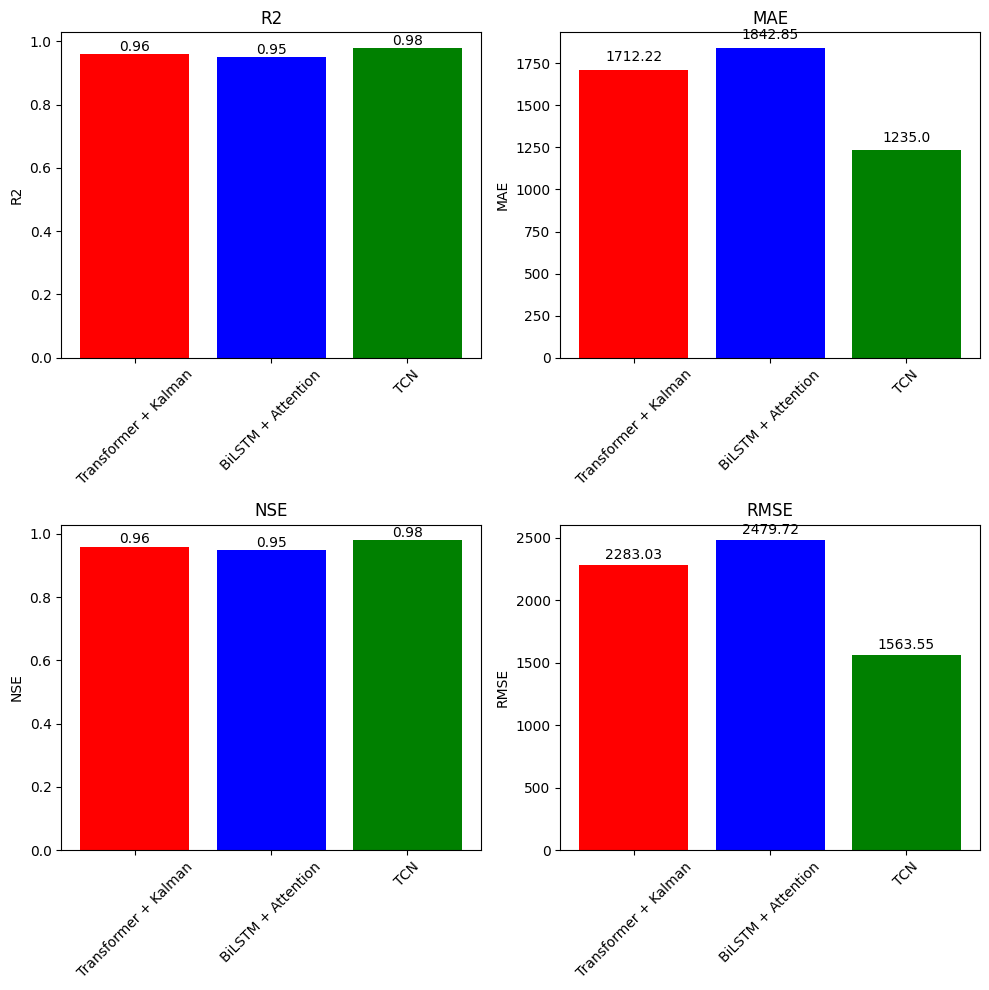 R2
R2
1.0
0.8
0.6
0.4
0.2
0.0
0.96
0.95
0.98
Transformer + Kalman
BiLSTM + Attention
TCN
MAE
MAE
1750
1500
1250
1000
750
500
250
0
1712.22
1842.85
1235.0
Transformer + Kalman
BiLSTM + Attention
TCN
NSE
NSE
1.0
0.8
0.6
0.4
0.2
0.0
0.96
0.95
0.98
Transformer + Kalman
BiLSTM + Attention
TCN
RMSE
RMSE
2500
2000
1500
1000
500
0
2283.03
2479.72
1563.55
Transformer + Kalman
BiLSTM + Attention
TCN